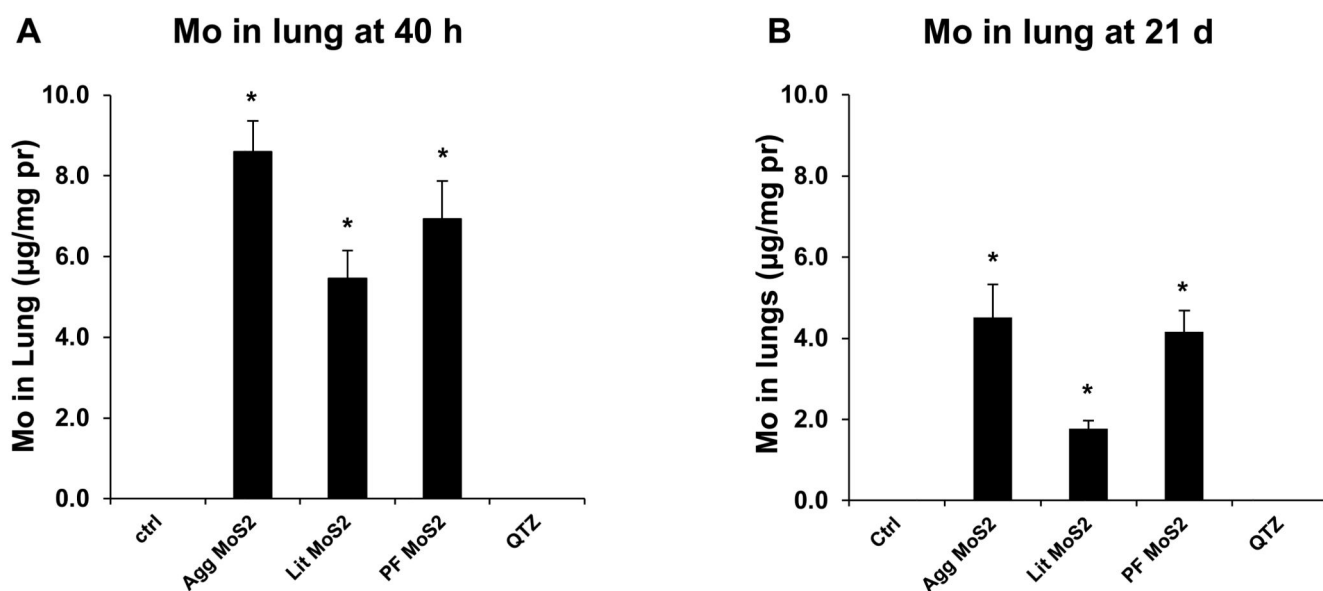 A
Mo in lung at 40 h
Mo in Lung (µg/mg pr)
10.0
8.0
6.0
4.0
2.0
0.0
*
*
*
ctrl
Agg MoS2
Lit MoS2
PF MoS2
QTZ
B
Mo in lung at 21 d
Mo in lungs (µg/mg pr)
10.0
8.0
6.0
4.0
2.0
0.0
*
*
*
Ctrl
Agg MoS2
Lit MoS2
PF MoS2
QTZ